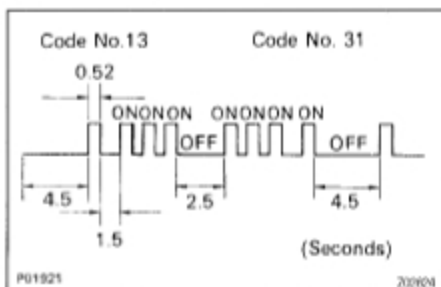 Code No.13 Code No. 31
0.52
ON ON ON ON ON ON ON
OFF OFF
4.5 2.5 4.5
1.5
(Seconds)
P01921